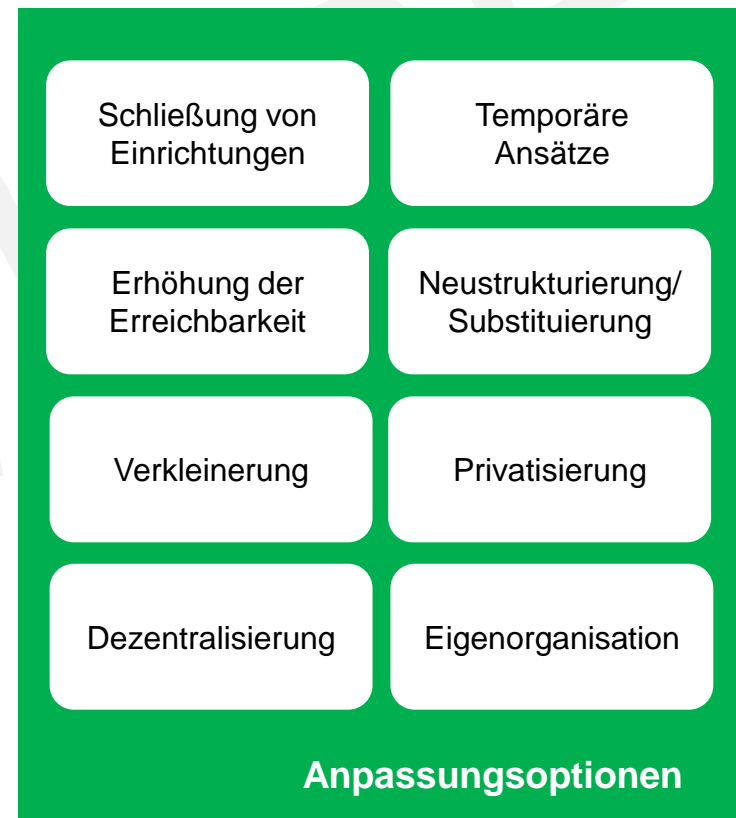 Schließung von
Einrichtungen
Temporäre
Ansätze
Erhöhung der
Erreichbarkeit
Neustrukturierung/
Substituierung
Verkleinerung
Privatisierung
Dezentralisierung
Eigenorganisation
Anpassungsoptionen